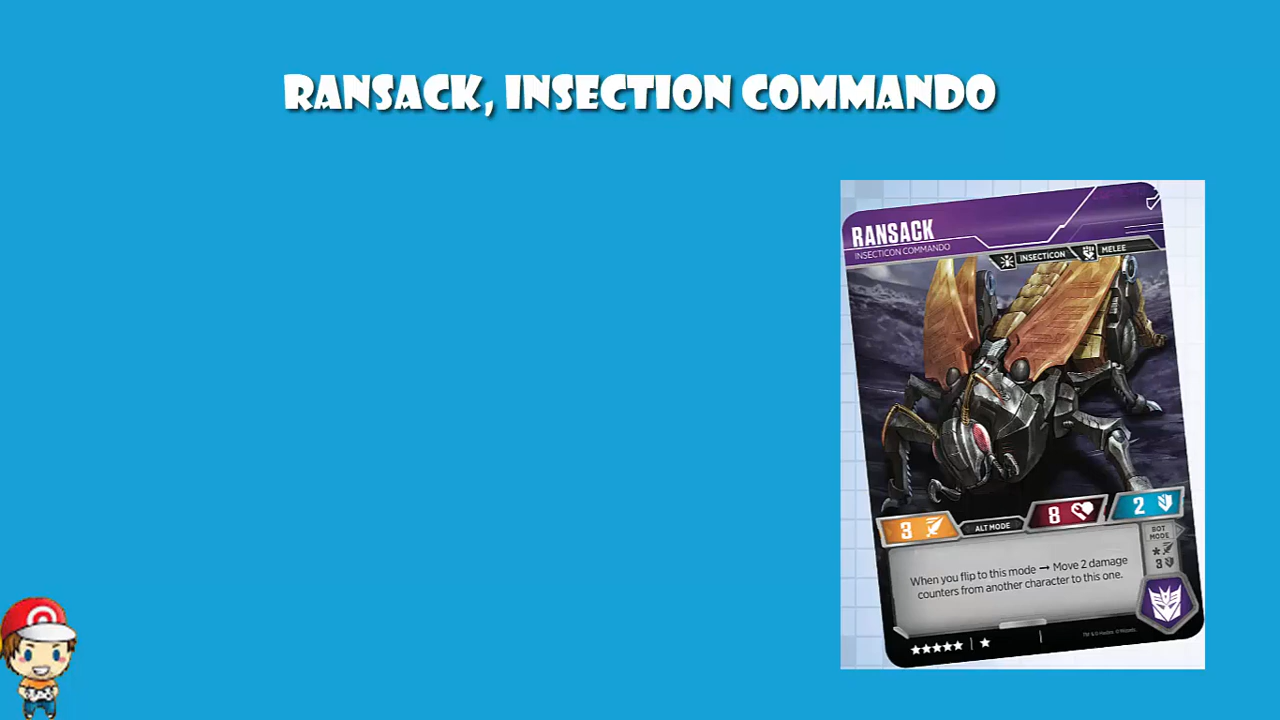 RANSACK, INSECTION COMMANDO
RANSACK
INSECTICON COMMANDO
INSECTICON
MELEE
3
ALT MODE
8
2
BOT
MODE
*
3
When you flip to this mode → Move 2 damage
counters from another character to this one.